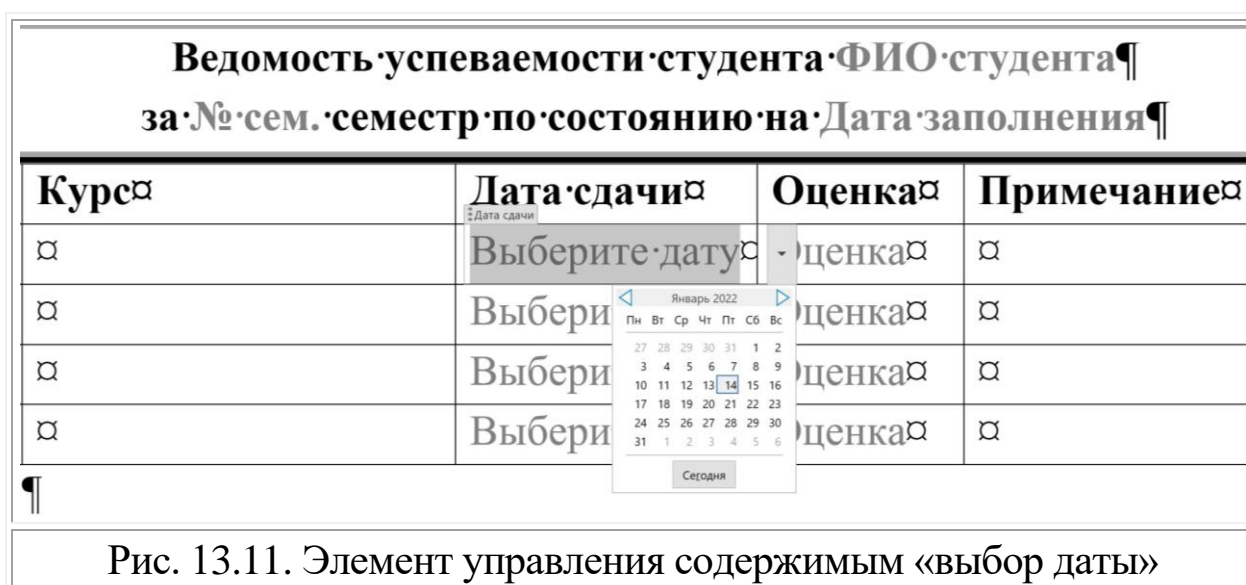 Ведомость·успеваемости·студента·ФИО·студента¶
за·№·сем.·семестр·по·состоянию·на·Дата·заполнения¶
Курс¤ Дата·сдачи¤ Оценка¤ Примечание¤
Дата сдачи
¤ Выберите·дату¤ ценка¤ ¤
¤ Выбери ценка¤ ¤
¤ Выбери ценка¤ ¤
¤ Выбери ценка¤ ¤
Январь 2022
Пн Вт Ср Чт Пт Сб Вс
27 28 29 30 31 1 2
3 4 5 6 7 8 9
10 11 12 13 14 15 16
17 18 19 20 21 22 23
24 25 26 27 28 29 30
31 1 2 3 4 5 6
Сегодня
¶
Рис. 13.11. Элемент управления содержимым «выбор даты»